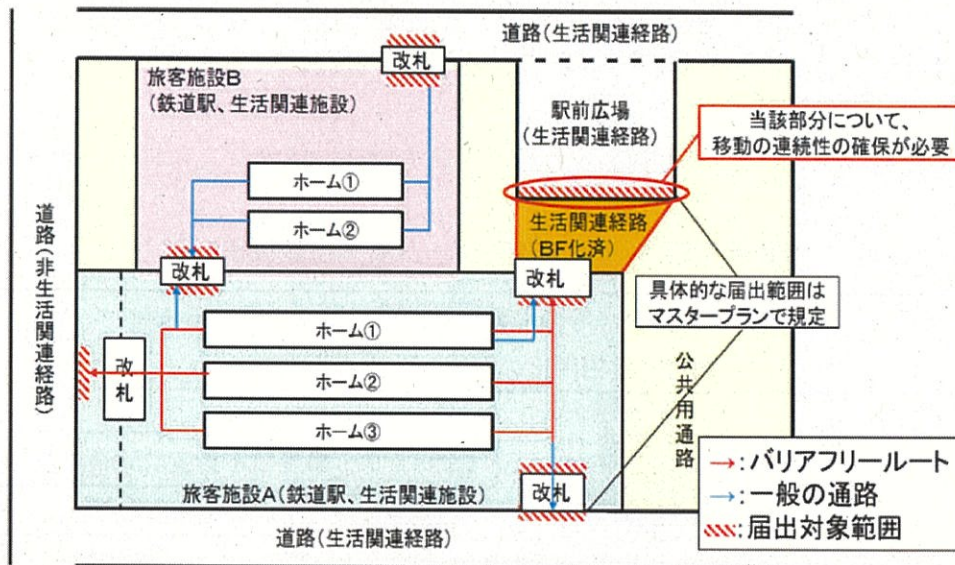 道路(生活関連経路)
改札
旅客施設B
(鉄道駅、生活関連施設)
駅前広場
(生活関連経路)
当該部分について、
移動の連続性の確保が必要
ホーム①
ホーム②
生活関連経路
(BF化済)
道路(非生活関連経路)
改札
改札
具体的な届出範囲は
マスタープランで規定
ホーム①
改札
ホーム②
公共用通路
ホーム③
→:バリアフリールート
→:一般の通路
:届出対象範囲
旅客施設A(鉄道駅、生活関連施設)
改札
道路(生活関連経路)